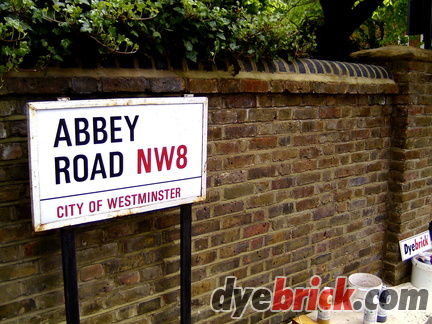 ABBEY
ROAD NW8
CITY OF WESTMINSTER
Dyebrick
dyebrick.com